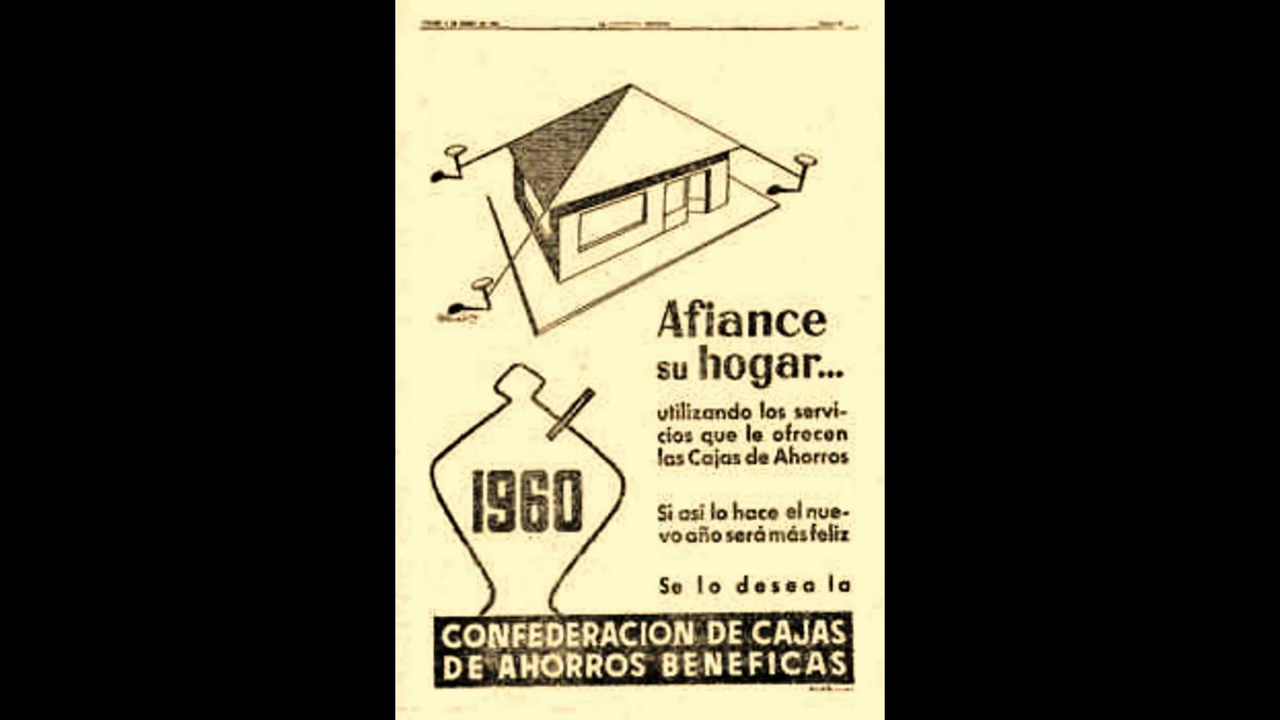 Afiance
su hogar...
utilizando los servi-
cios que le ofrecen
las Cajas de Ahorros
Si así lo hace el nue-
vo año será más feliz
1960
Se lo desea la
CONFEDERACION DE CAJAS
DE AHORROS BENEFICAS